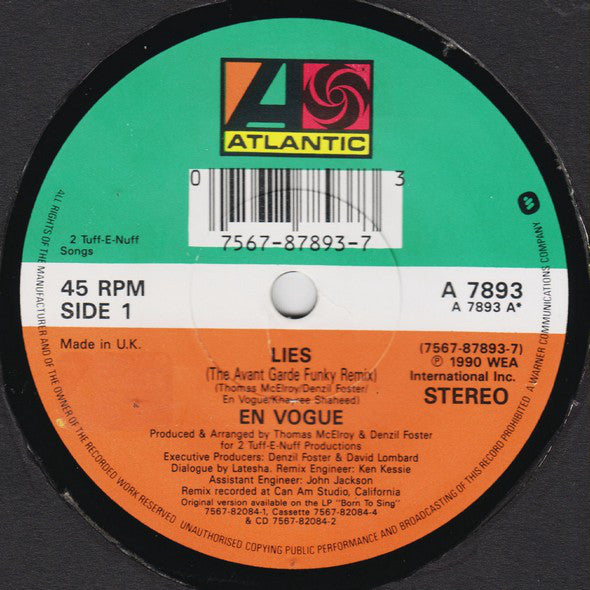 ATLANTIC
0 3
7567-87893-7
2 Tuff-E-Nuff
Songs
45 RPM
SIDE 1
A 7893
A 7893 A*
Made in U.K.
(7567-87893-7)
℗ 1990 WEA
International Inc.
STEREO
LIES
(The Avant Garde Funky Remix)
(Thomas McElroy/Denzil Foster/
En Vogue/Khayree Shaheed)
EN VOGUE
Produced & Arranged by Thomas McElroy & Denzil Foster
for 2 Tuff-E-Nuff Productions
Executive Producers: Denzil Foster & David Lombard
Dialogue by Latesha. Remix Engineer: Ken Kessie
Assistant Engineer: John Jackson
Remix recorded at Can Am Studio, California
Original version available on the LP "Born To Sing"
7567-82084-1, Cassette 7567-82084-4
& CD 7567-82084-2
ALL RIGHTS OF THE MANUFACTURER AND OF THE OWNER OF THE RECORDED WORK RESERVED. UNAUTHORISED COPYING PUBLIC PERFORMANCE AND BROADCASTING OF THIS RECORD PROHIBITED A WARNER COMMUNICATIONS COMPANY